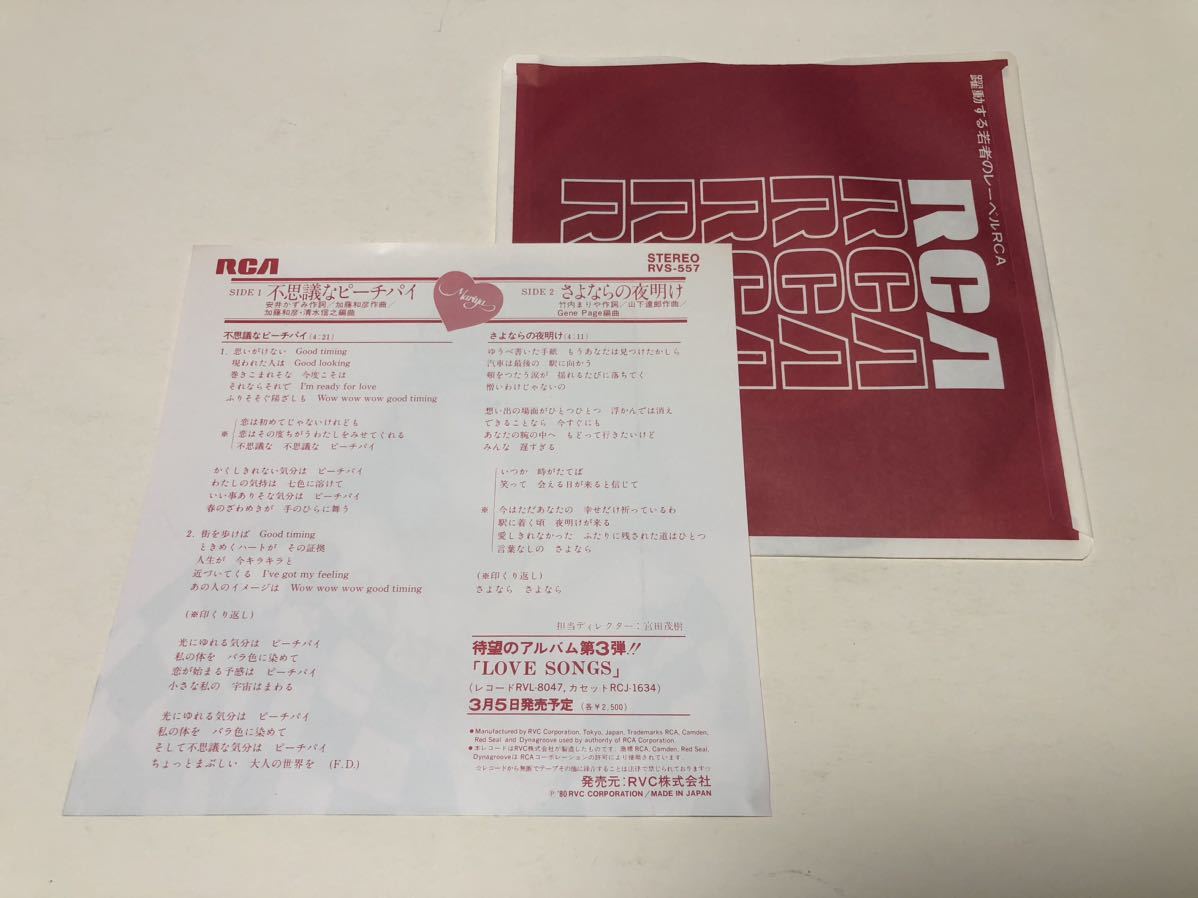 躍動する若者のレーベルRCA
RCA
RCA
RCA
R
R
RCA
STEREO
RVS-557
SIDE 1 不思議なピーチパイ
安井かずみ作詞／加藤和彦作曲／
加藤和彦・清水信之編曲
Mariya
SIDE 2 さよならの夜明け
竹内まりや作詞／山下達郎作曲／
Gene Page編曲
不思議なピーチパイ(4:21)
1. 思いがけない Good timing
現われた人は Good looking
巻きこまれそな 今度こそは
それならそれで I'm ready for love
ふりそそぐ陽ざしも Wow wow wow good timing
恋は初めてじゃないけれども
※ 恋はその度ちがうわたしをみせてくれる
不思議な 不思議な ピーチパイ
かくしきれない気分は ピーチパイ
わたしの気持は 七色に溶けて
いい事ありそな気分は ピーチパイ
春のざわめきが 手のひらに舞う
2. 街を歩けば Good timing
ときめくハートが その証拠
人生が 今キラキラと
近づいてくる I've got my feeling
あの人のイメージは Wow wow wow good timing
(※印くり返し)
光にゆれる気分は ピーチパイ
私の体を バラ色に染めて
恋が始まる予感は ピーチパイ
小さな私の 宇宙はまわる
光にゆれる気分は ピーチパイ
私の体を バラ色に染めて
そして不思議な気分は ピーチパイ
ちょっとまぶしい 大人の世界を (F.D.)
さよならの夜明け(4:11)
ゆうべ書いた手紙 もうあなたは見つけたかしら
汽車は最後の 駅に向かう
頬をつたう涙が 揺れるたびに落ちてく
憎いわけじゃないの
想い出の場面がひとつひとつ 浮かんでは消え
できることなら 今すぐにも
あなたの腕の中へ もどって行きたいけど
みんな 遅すぎる
いつか 時がたてば
笑って 会える日が来ると信じて
※ 今はただあなたの 幸せだけ祈っているわ
駅に着く頃 夜明けが来る
愛しきれなかった ふたりに残された道はひとつ
言葉なしの さよなら
(※印くり返し)
さよなら さよなら
担当ディレクター：宮田茂樹
待望のアルバム第3弾!!
「LOVE SONGS」
(レコードRVL-8047, カセットRCJ-1634)
3月5日発売予定 (各¥2,500)
●Manufactured by RVC Corporation, Tokyo, Japan, Trademarks RCA, Camden,
Red Seal and Dynagroove used by authority of RCA Corporation.
●本レコードはRVC株式会社が製造したものです。商標RCA, Camden, Red Seal,
DynagrooveはRCAコーポレーションの許可により使用されています。
☆レコードから無断でテープその他に録音することは法律で禁じられております☆
発売元：RVC株式会社
Ⓟ '80 RVC CORPORATION／MADE IN JAPAN